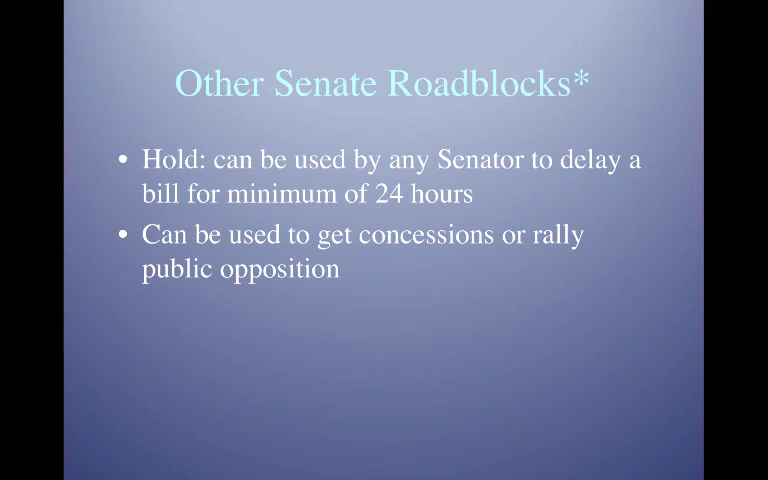 Other Senate Roadblocks*
• Hold: can be used by any Senator to delay a
bill for minimum of 24 hours
• Can be used to get concessions or rally
public opposition